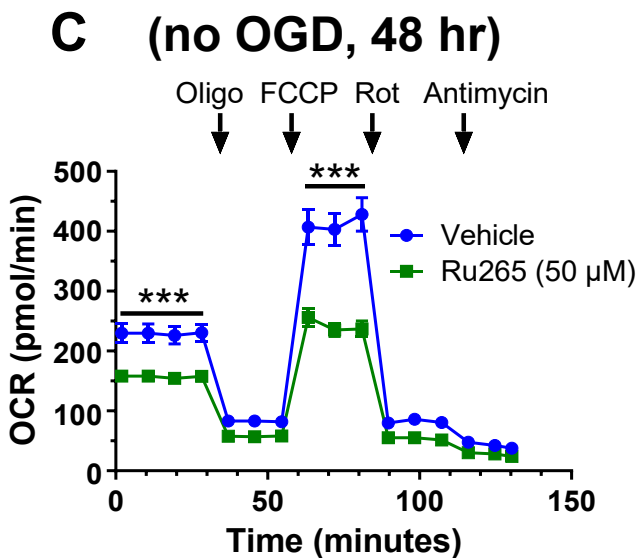 C (no OGD, 48 hr)
Oligo FCCP Rot Antimycin
500
400
300
200
100
0
OCR (pmol/min)
***
***
Vehicle
Ru265 (50 µM)
0 50 100 150
Time (minutes)